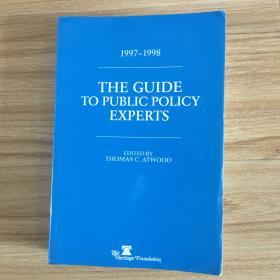 1997-1998
THE GUIDE
TO PUBLIC POLICY
EXPERTS
EDITED BY
THOMAS C. ATWOOD
The Heritage Foundation